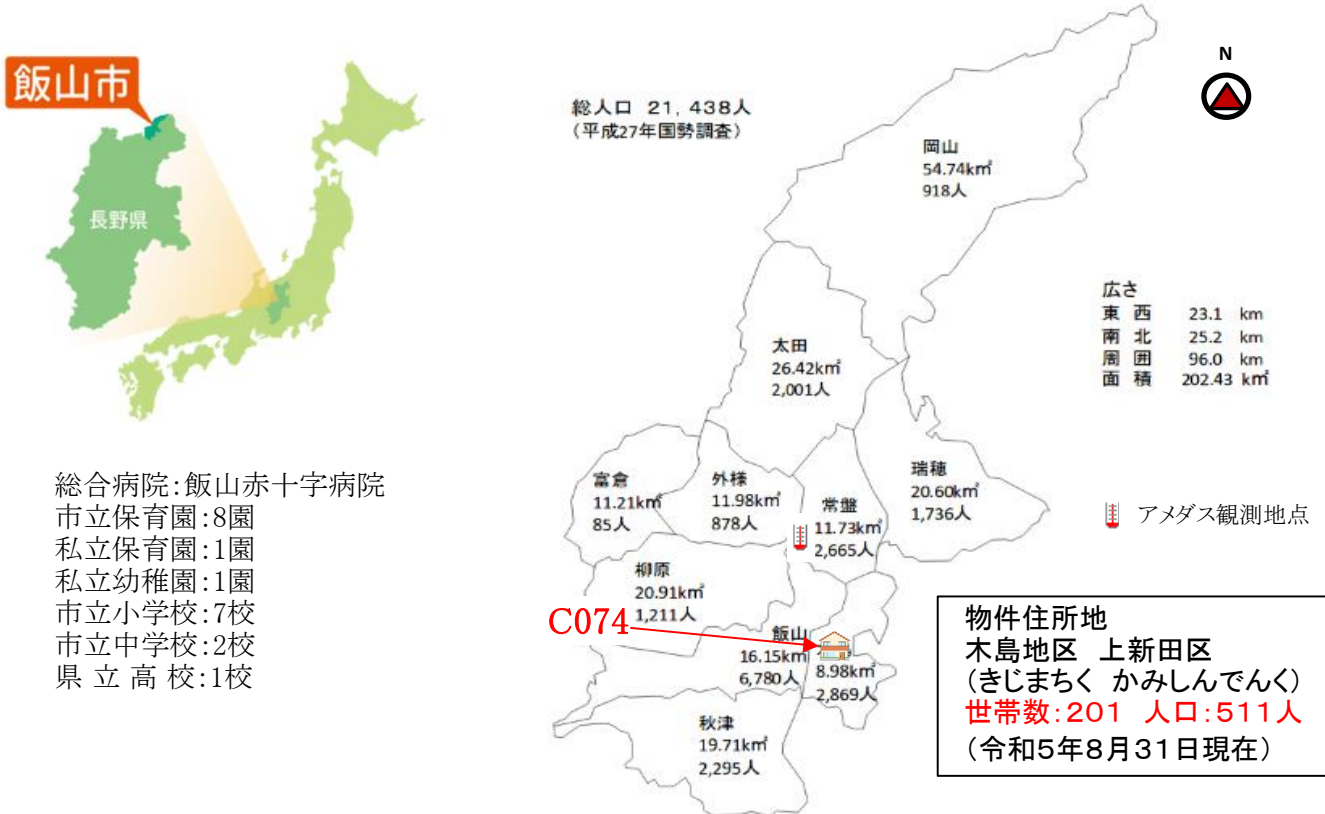 飯山市
長野県
総合病院:飯山赤十字病院
市立保育園:8園
私立保育園:1園
私立幼稚園:1園
市立小学校:7校
市立中学校:2校
県 立 高 校:1校
総人口 21,438人
(平成27年国勢調査)
N
岡山
54.74k㎡
918人
広さ
東 西 23.1 km
南 北 25.2 km
周 囲 96.0 km
面 積 202.43 k㎡
太田
26.42k㎡
2,001人
富倉
11.21k㎡
85人
外様
11.98k㎡
878人
常盤
11.73k㎡
2,665人
瑞穂
20.60k㎡
1,736人
アメダス観測地点
柳原
20.91k㎡
1,211人
C074
飯山
16.15k㎡
6,780人
8.98k㎡
2,869人
秋津
19.71k㎡
2,295人
物件住所地
木島地区 上新田区
(きじまちく かみしんでんく)
世帯数:201 人口:511人
(令和5年8月31日現在)